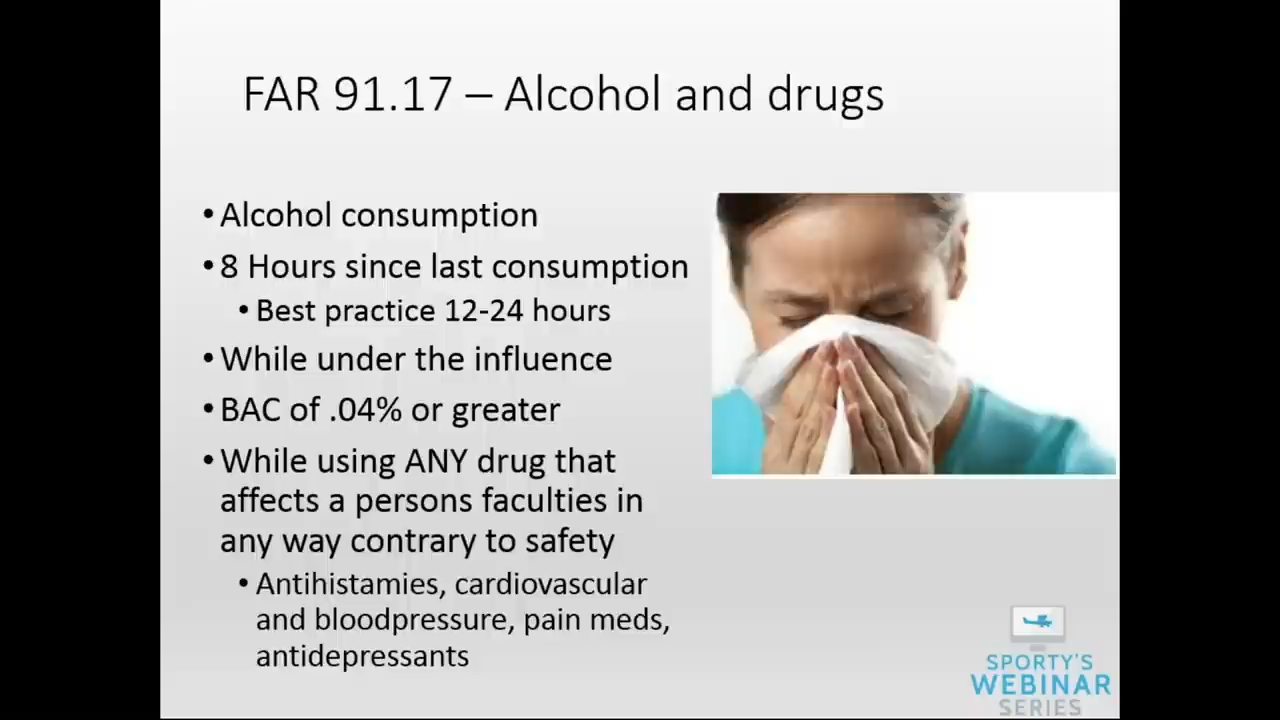 FAR 91.17 – Alcohol and drugs
• Alcohol consumption
• 8 Hours since last consumption
• Best practice 12-24 hours
• While under the influence
• BAC of .04% or greater
• While using ANY drug that
affects a persons faculties in
any way contrary to safety
• Antihistamies, cardiovascular
and bloodpressure, pain meds,
antidepressants
SPORTY'S
WEBINAR
SERIES